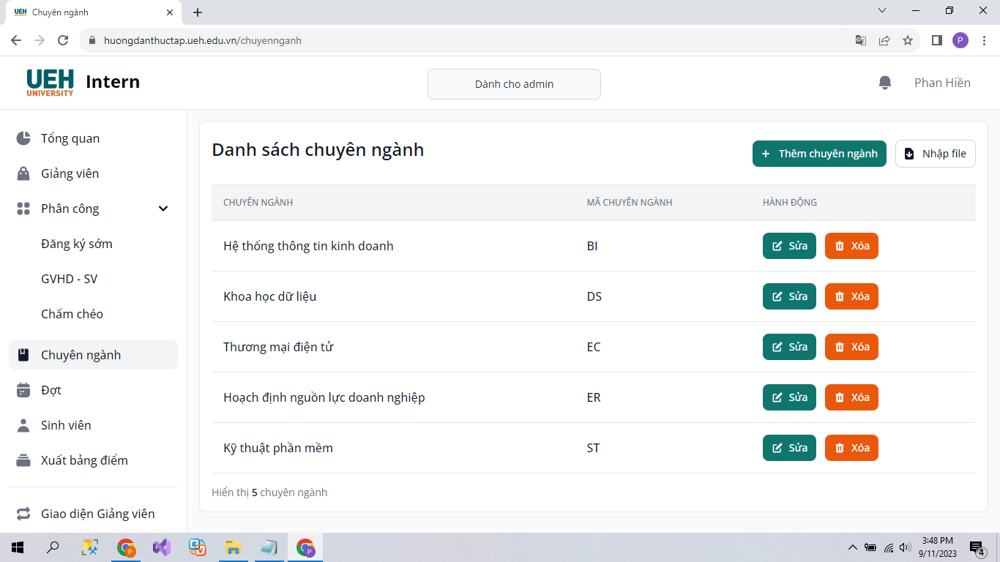 UEH
UNIVERSITY
Chuyên ngành
huongdanthuctap.ueh.edu.vn/chuyennganh
P
UEH
UNIVERSITY
Intern
Dành cho admin
Phan Hiền
Tổng quan
Giảng viên
Phân công
Đăng ký sớm
GVHD - SV
Chấm chéo
Chuyên ngành
Đợt
Sinh viên
Xuất bảng điểm
Giao diện Giảng viên
Danh sách chuyên ngành
Thêm chuyên ngành
Nhập file
CHUYÊN NGÀNH MÃ CHUYÊN NGÀNH HÀNH ĐỘNG
Hệ thống thông tin kinh doanh BI Sửa Xóa
Khoa học dữ liệu DS Sửa Xóa
Thương mại điện tử EC Sửa Xóa
Hoạch định nguồn lực doanh nghiệp ER Sửa Xóa
Kỹ thuật phần mềm ST Sửa Xóa
Hiển thị 5 chuyên ngành
P
P
3:48 PM
9/11/2023
4